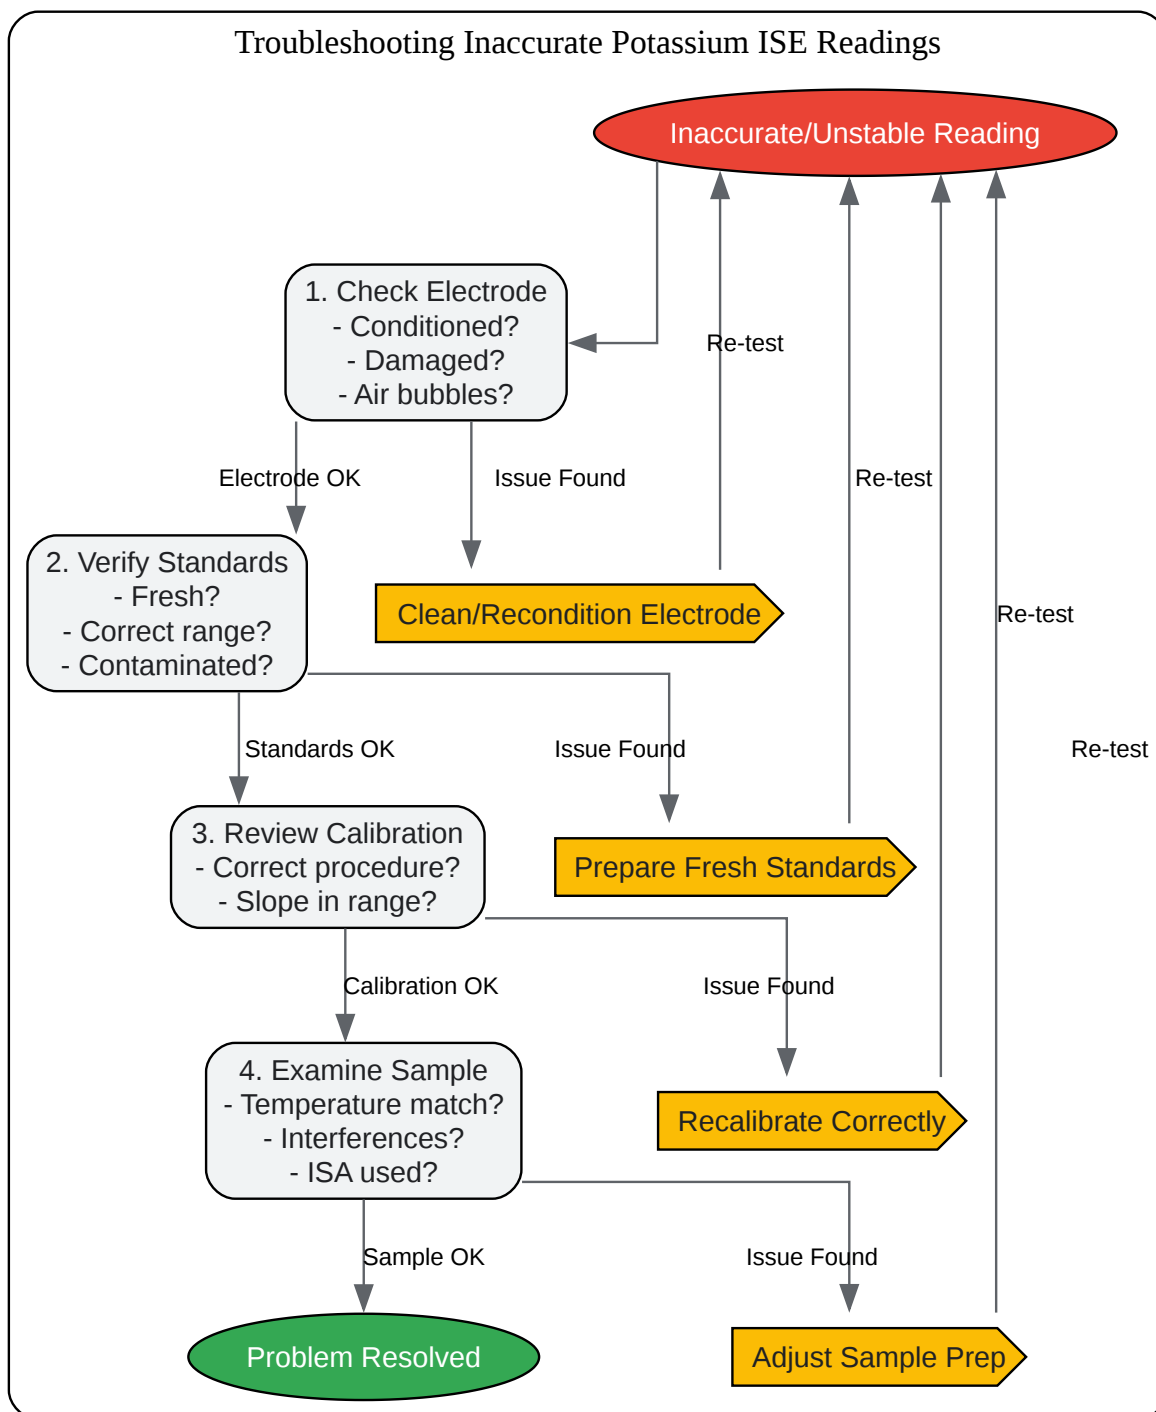 Troubleshooting Inaccurate Potassium ISE Readings
Inaccurate/Unstable Reading
1. Check Electrode
- Conditioned?
- Damaged?
- Air bubbles?
Re-test
Electrode OK
Issue Found
Re-test
2. Verify Standards
- Fresh?
- Correct range?
- Contaminated?
Clean/Recondition Electrode
Re-test
Standards OK
Issue Found
Re-test
3. Review Calibration
- Correct procedure?
- Slope in range?
Prepare Fresh Standards
Calibration OK
Issue Found
4. Examine Sample
- Temperature match?
- Interferences?
- ISA used?
Recalibrate Correctly
Sample OK
Issue Found
Problem Resolved
Adjust Sample Prep